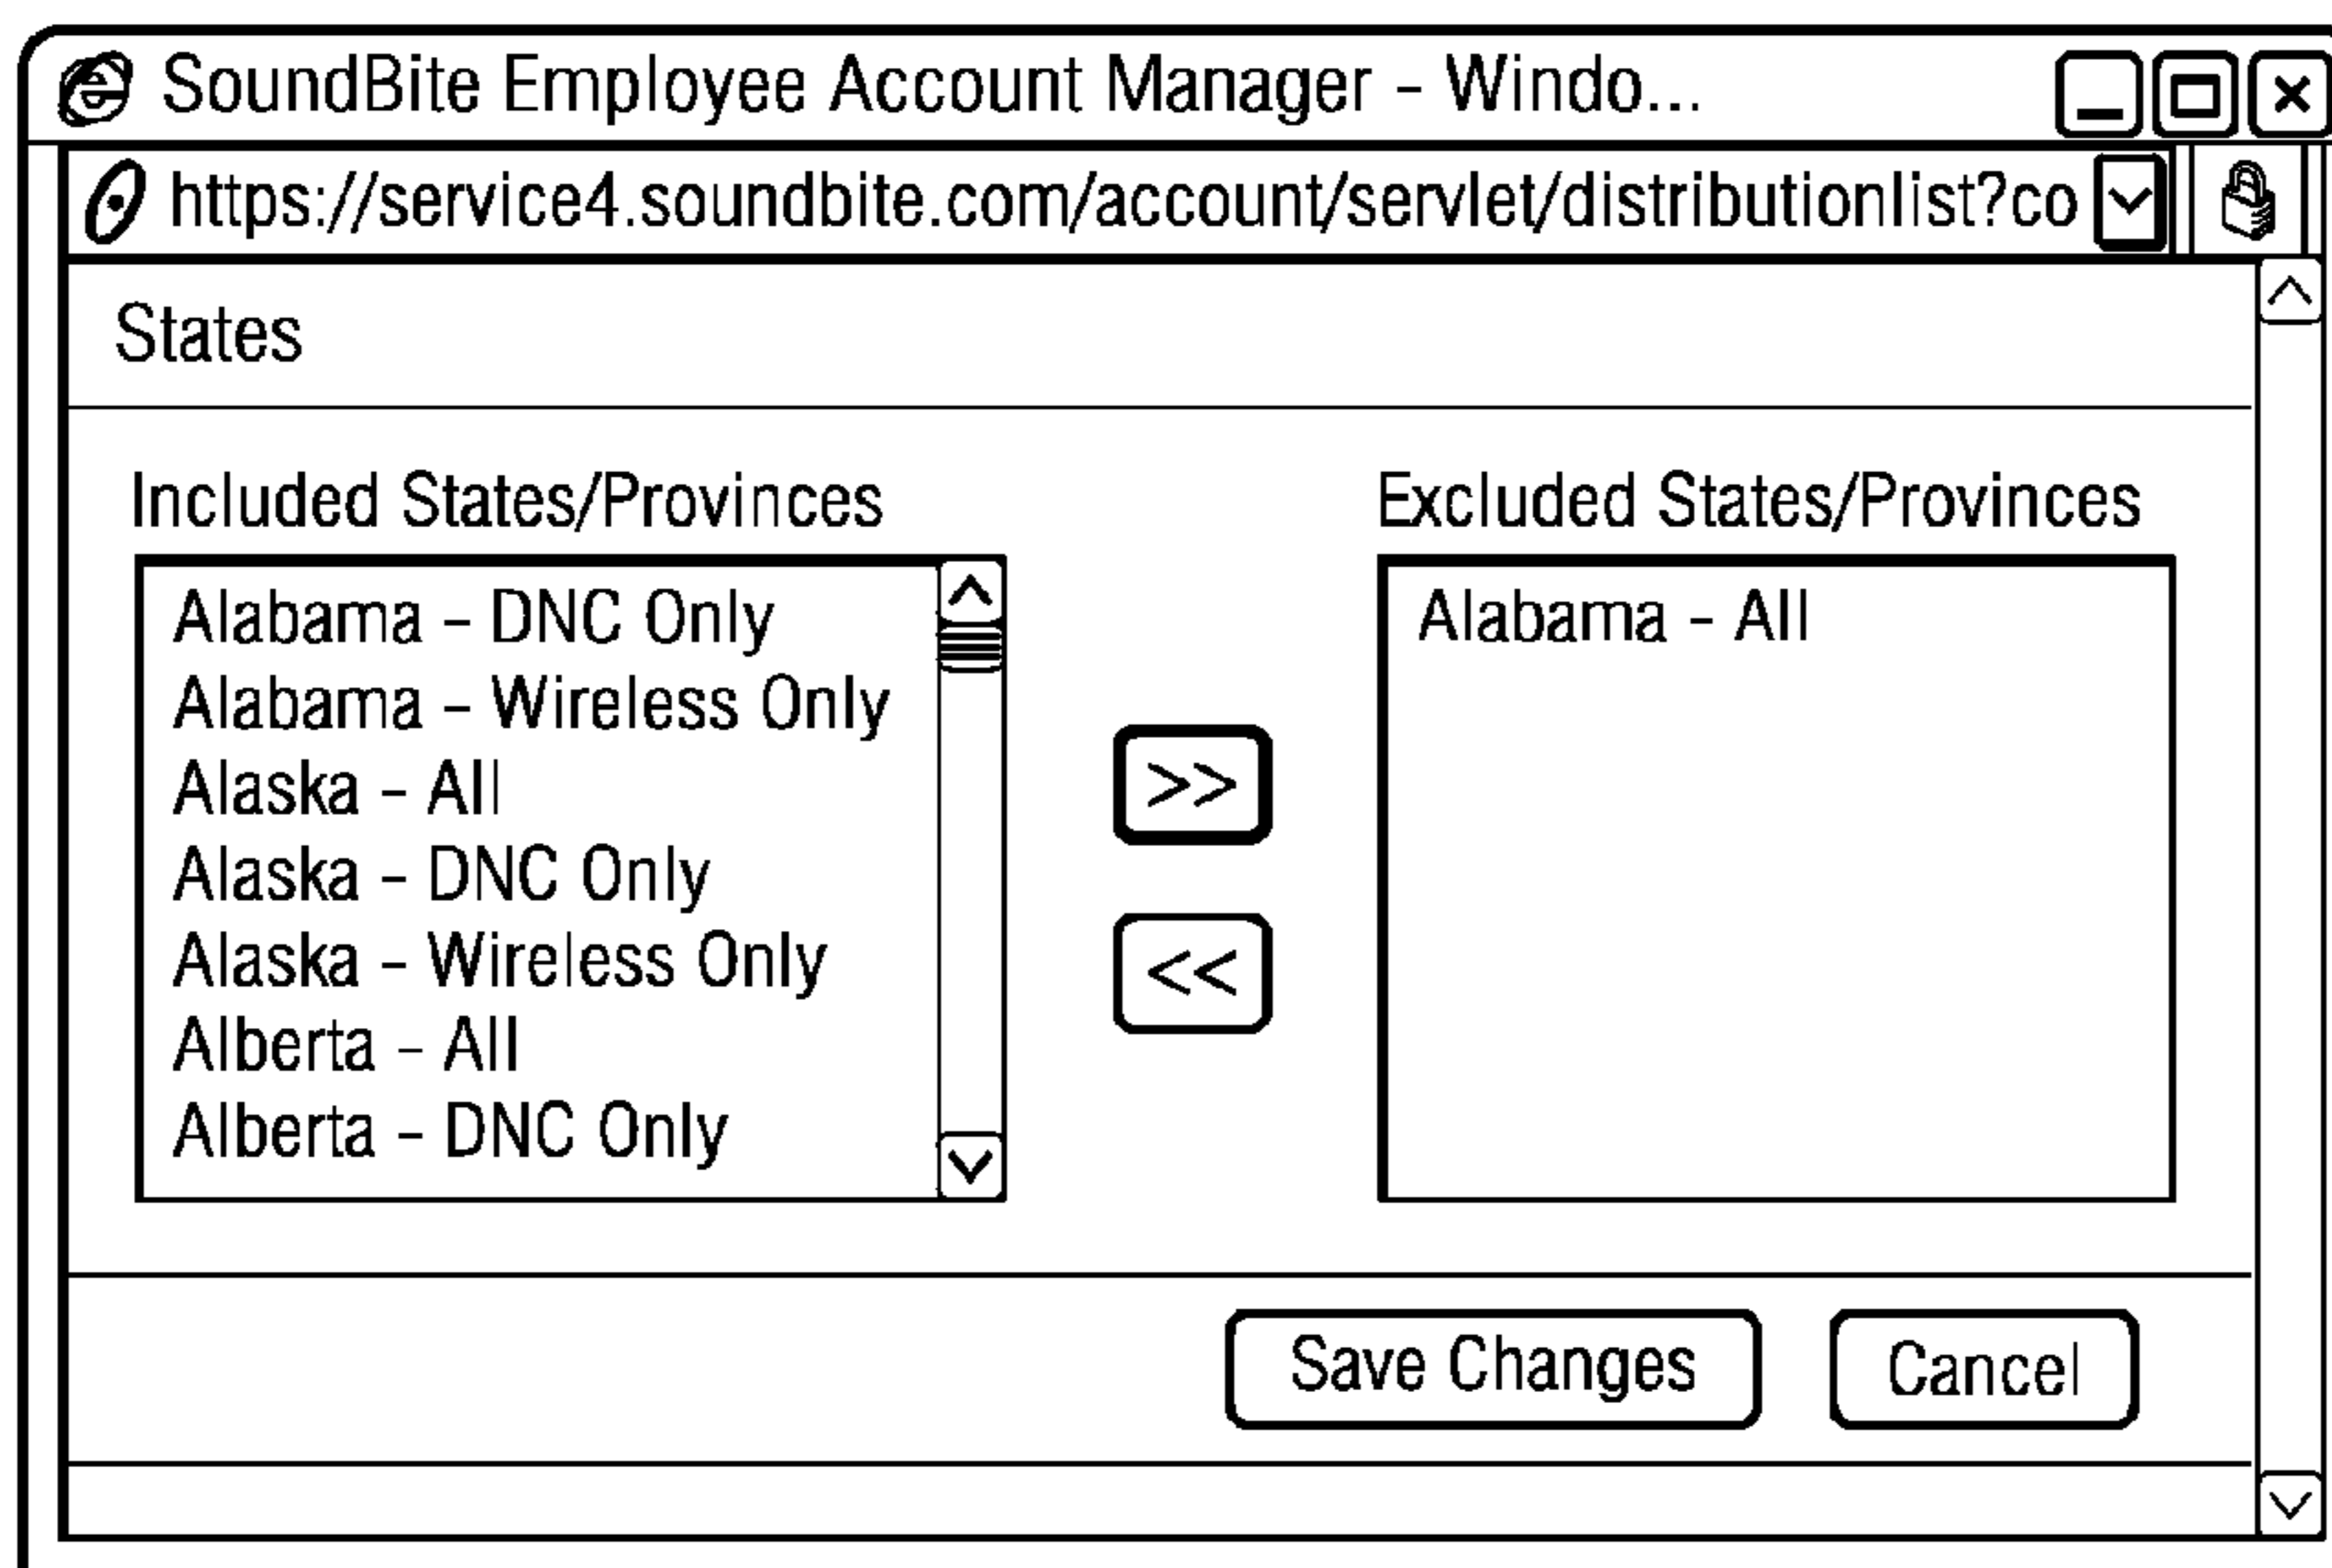 SoundBite Employee Account Manager - Windo...
https://service4.soundbite.com/account/servlet/distributionlist?co
States
Included States/Provinces
Alabama - DNC Only
Alabama - Wireless Only
Alaska - All
Alaska - DNC Only
Alaska - Wireless Only
Alberta - All
Alberta - DNC Only
>>
<<
Excluded States/Provinces
Alabama - All
Save Changes
Cancel